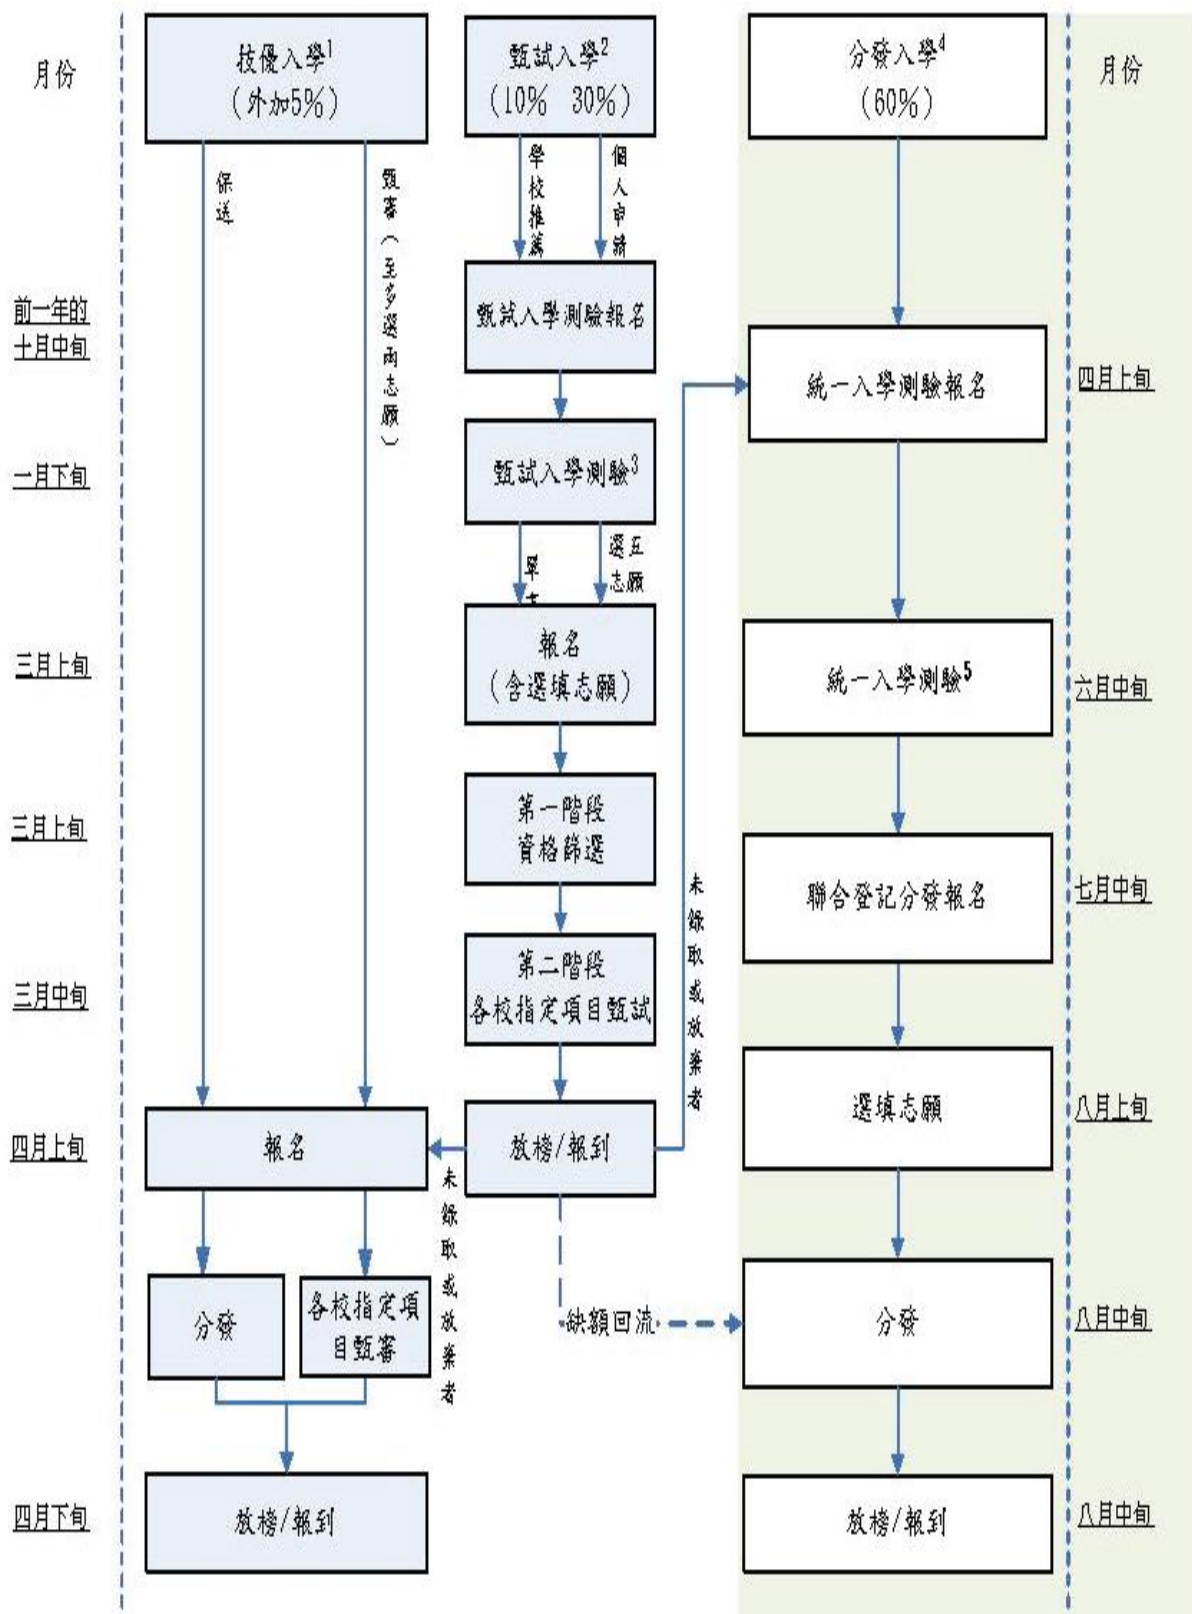 月份
技優入學1
(外加5%)
甄試入學2
(10% 30%)
分發入學4
(60%)
月份
保送
甄審(至多選兩志願)
學校推薦
個人申請
前一年的
十月中旬
甄試入學測驗報名
統一入學測驗報名
四月上旬
一月下旬
甄試入學測驗3
單志
選五
志願
三月上旬
報名
(含選填志願)
統一入學測驗5
六月中旬
三月上旬
第一階段
資格篩選
未錄取或放棄者
聯合登記分發報名
七月中旬
三月中旬
第二階段
各校指定項目甄試
選填志願
八月上旬
四月上旬
報名
放榜/報到
未錄取或放棄者
分發
各校指定項
目甄審
缺額回流
分發
八月中旬
四月下旬
放榜/報到
放榜/報到
八月中旬